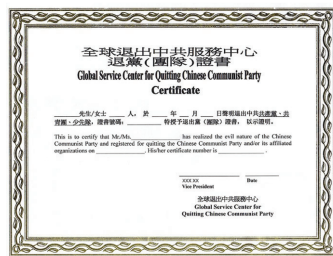 全球退出中共服務中心
退黨(團隊)證書
Global Service Center for Quitting Chinese Communist Party
Certificate
____先生/女士____人，於____年__月__日聲明退出中共共產黨、共
青團、少先隊，證書號碼：________特授予退出黨（團隊）證書，以示證明。
This is to certify that Mr./Ms.____________has realized the evil nature of the Chinese
Communist Party and registered for quitting the Chinese Communist Party and/or its affiliated
organizations on ____________. His/her certificate number is ____________.
XXX XX Date
Vice President
全球退出中共服務中心
Global Service Center for
Quitting Chinese Communist Party